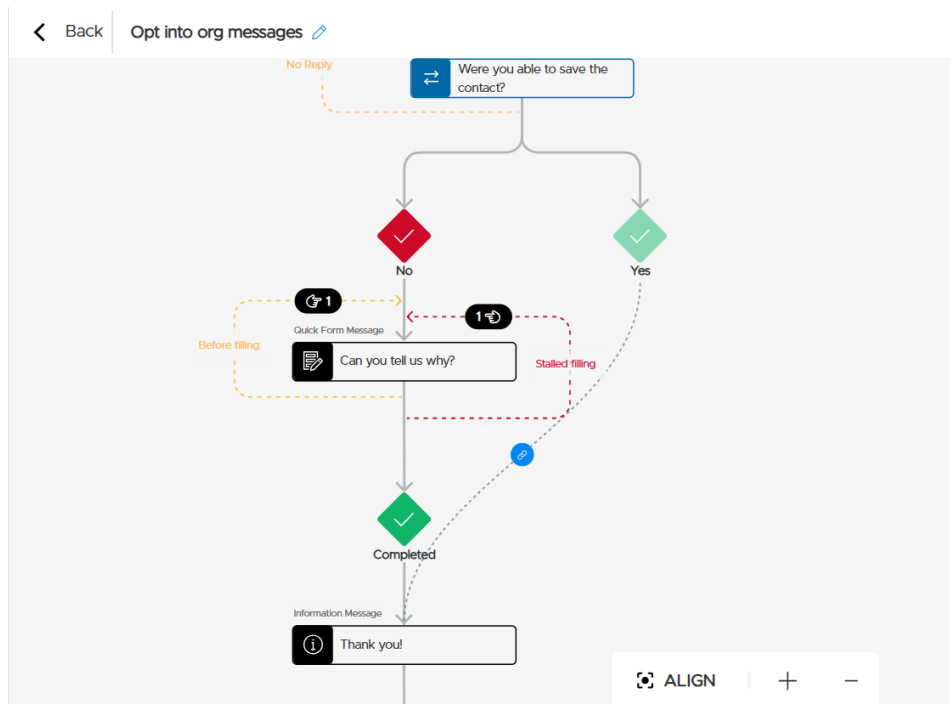 Back
Opt into org messages
No Reply
Were you able to save the
contact?
No
Yes
1
1
Quick Form Message
Before filling
Can you tell us why?
Stalled filling
Completed
Information Message
Thank you!
ALIGN